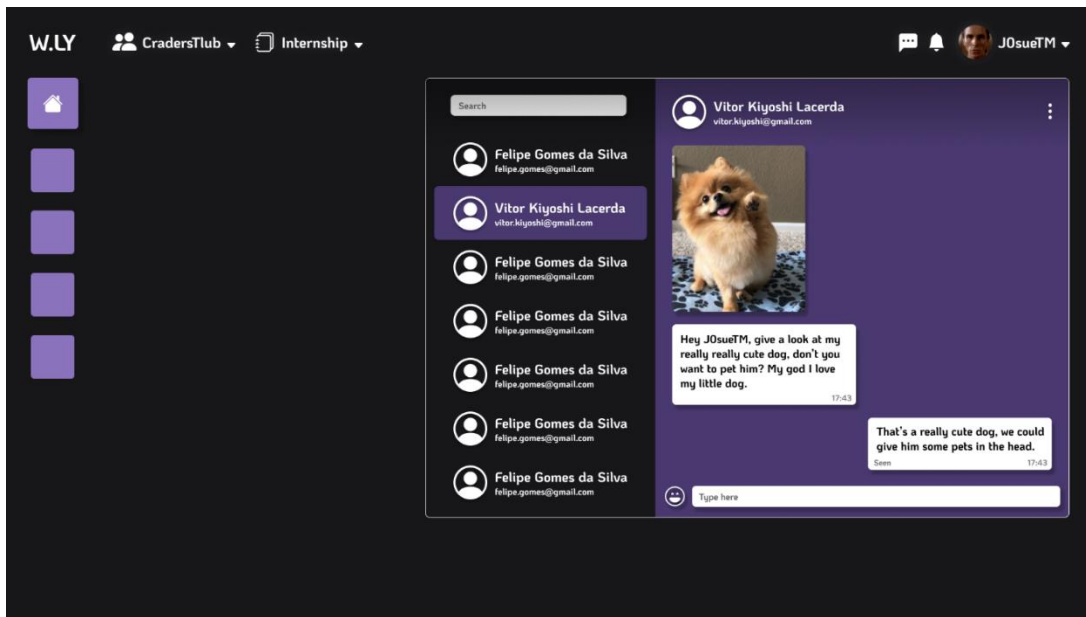 W.LY
CradersTlub
Internship
J0sueTM
Search
Felipe Gomes da Silva
felipe.gomes@gmail.com
Vitor Kiyoshi Lacerda
vitor.kiyoshi@gmail.com
Felipe Gomes da Silva
felipe.gomes@gmail.com
Felipe Gomes da Silva
felipe.gomes@gmail.com
Felipe Gomes da Silva
felipe.gomes@gmail.com
Felipe Gomes da Silva
felipe.gomes@gmail.com
Felipe Gomes da Silva
felipe.gomes@gmail.com
Vitor Kiyoshi Lacerda
vitor.kiyoshi@gmail.com
Hey J0sueTM, give a look at my
really really cute dog, don't you
want to pet him? My god I love
my little dog.
17:43
That's a really cute dog, we could
give him some pets in the head.
Seen 17:43
Type here